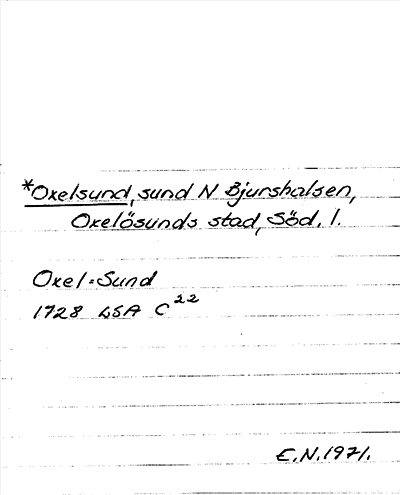 *Oxelsund, sund N Bjurshalsen,
Oxelösunds stad, Söd. l.
Oxel=Sund
1728 LSA C22
E.N. 1971.